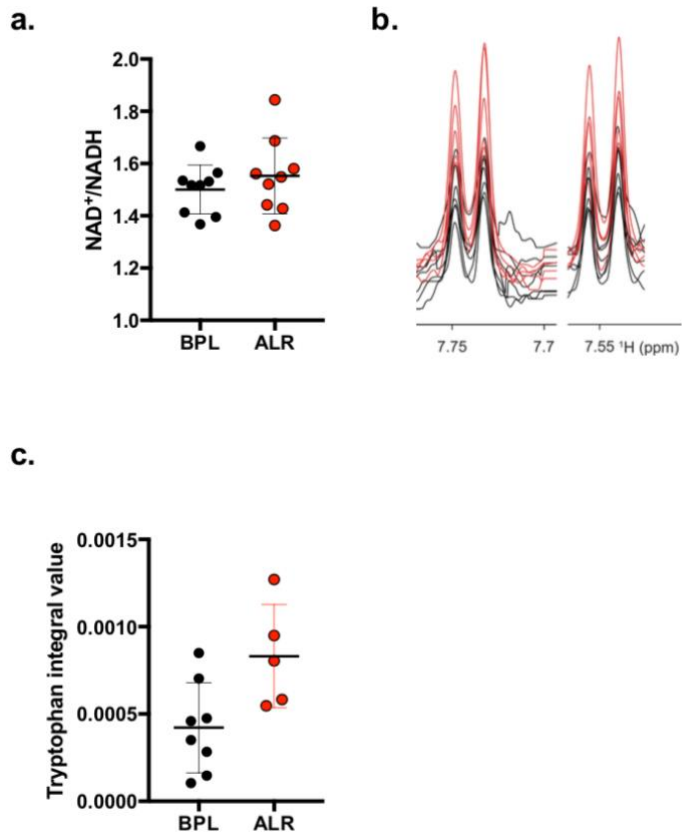 a.
2.0
1.8
1.6
1.4
1.2
1.0
NAD⁺/NADH
BPL ALR
b.
7.75 7.7 7.55 ¹H (ppm)
c.
0.0015
0.0010
0.0005
0.0000
Tryptophan integral value
BPL ALR